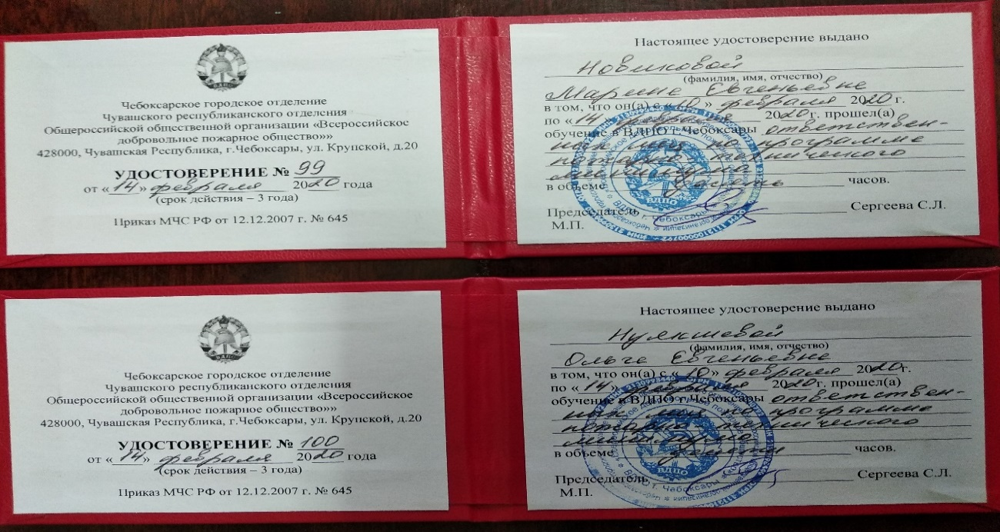 ВДПО
Чебоксарское городское отделение
Чувашского республиканского отделения
Общероссийской общественной организации «Всероссийское
добровольное пожарное общество»»
428000, Чувашская Республика, г.Чебоксары, ул. Крупской, д.20
УДОСТОВЕРЕНИЕ № 99
от «14» февраля 2020 года
(срок действия – 3 года)
Приказ МЧС РФ от 12.12.2007 г. № 645
Настоящее удостоверение выдано
Новиковой
(фамилия, имя, отчество)
Марине Евгеньевне
в том, что он(а) с «10» февраля 2020 г.
по «14» февраля 2020 г. прошел(а)
обучение в ВДПО г.Чебоксары ответствен-
ных лиц по программе
пожарно-технического
минимума
в объеме часов.
Председатель Сергеева С.Л.
М.П.
ВДПО
г. Чебоксары
ВДПО
Чебоксарское городское отделение
Чувашского республиканского отделения
Общероссийской общественной организации «Всероссийское
добровольное пожарное общество»»
428000, Чувашская Республика, г.Чебоксары, ул. Крупской, д.20
УДОСТОВЕРЕНИЕ № 100
от «14» февраля 2020 года
(срок действия – 3 года)
Приказ МЧС РФ от 12.12.2007 г. № 645
Настоящее удостоверение выдано
Нуякшевой
(фамилия, имя, отчество)
Ольге Евгеньевне
в том, что он(а) с «10» февраля 2020г.
по «14» февраля 2020г. прошел(а)
обучение в ВДПО г.Чебоксары ответствен-
ных лиц по программе
пожарно-технического
минимума
в объеме часов.
Председатель Сергеева С.Л.
М.П.
ВДПО
г. Чебоксары